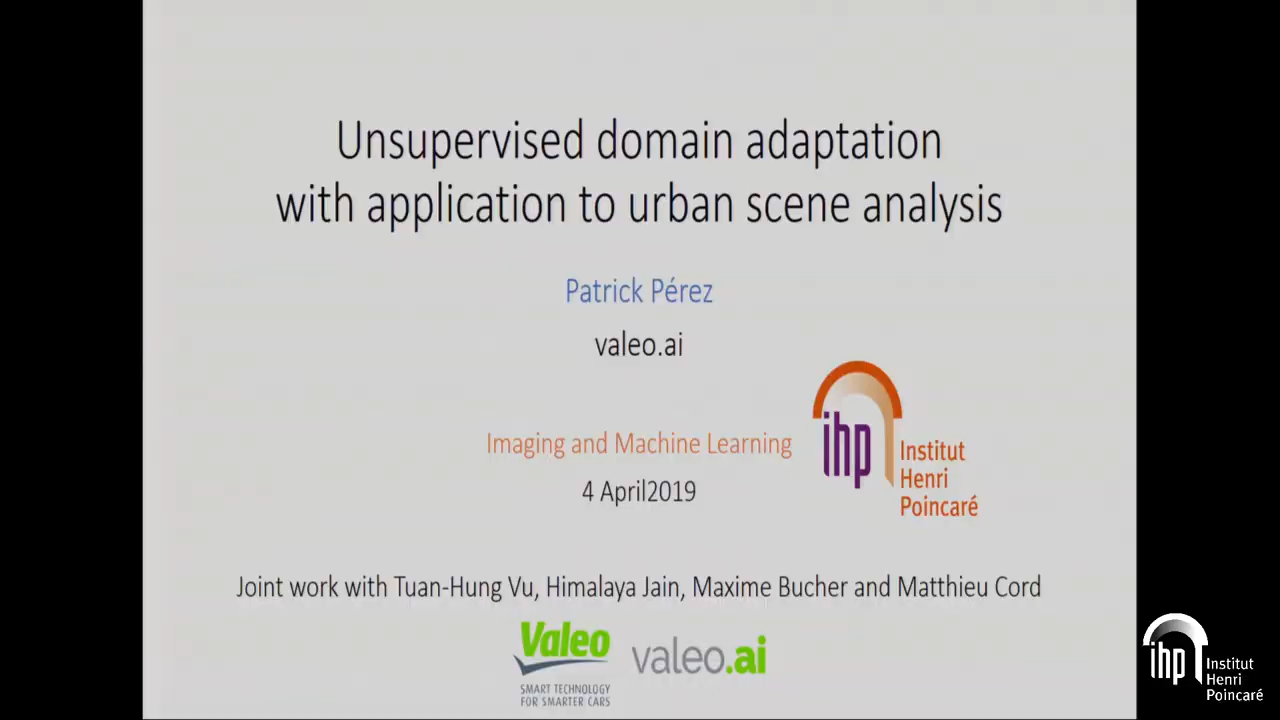 Unsupervised domain adaptation
with application to urban scene analysis
Patrick Pérez
valeo.ai
Imaging and Machine Learning
4 April2019
ihp
Institut
Henri
Poincaré
Joint work with Tuan-Hung Vu, Himalaya Jain, Maxime Bucher and Matthieu Cord
Valeo
SMART TECHNOLOGY
FOR SMARTER CARS
valeo.ai
ihp
Institut
Henri
Poincaré